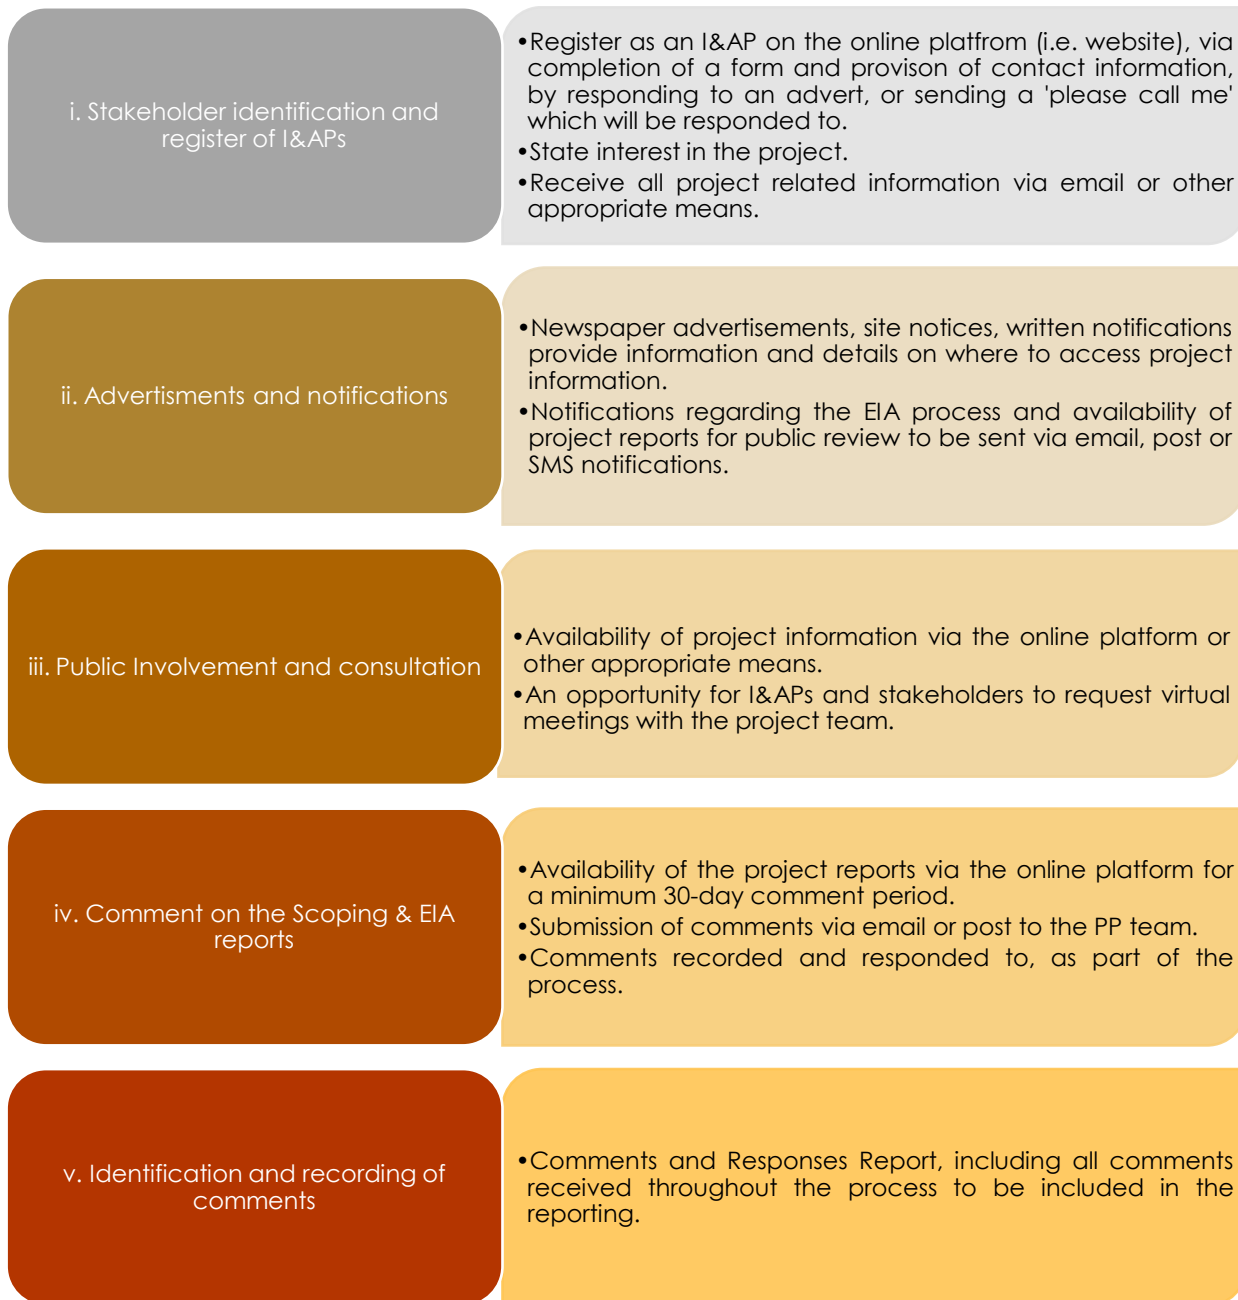 i. Stakeholder identification and
register of I&APs
•Register as an I&AP on the online platfrom (i.e. website), via
completion of a form and provison of contact information,
by responding to an advert, or sending a 'please call me'
which will be responded to.
•State interest in the project.
•Receive all project related information via email or other
appropriate means.
ii. Advertisments and notifications
•Newspaper advertisements, site notices, written notifications
provide information and details on where to access project
information.
•Notifications regarding the EIA process and availability of
project reports for public review to be sent via email, post or
SMS notifications.
iii. Public Involvement and consultation
•Availability of project information via the online platform or
other appropriate means.
•An opportunity for I&APs and stakeholders to request virtual
meetings with the project team.
iv. Comment on the Scoping & EIA
reports
•Availability of the project reports via the online platform for
a minimum 30-day comment period.
•Submission of comments via email or post to the PP team.
•Comments recorded and responded to, as part of the
process.
v. Identification and recording of
comments
•Comments and Responses Report, including all comments
received throughout the process to be included in the
reporting.